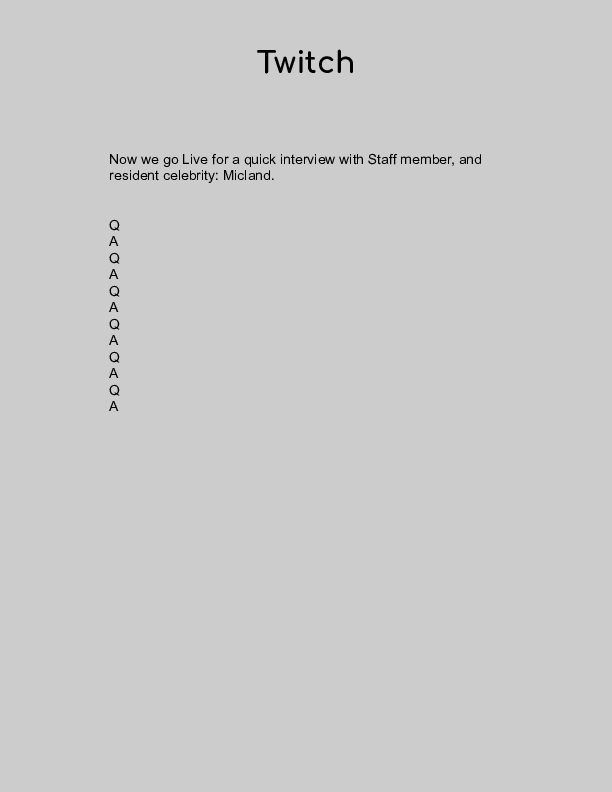 Twitch
Now we go Live for a quick interview with Staff member, and
resident celebrity: Micland.
Q
A
Q
A
Q
A
Q
A
Q
A
Q
A